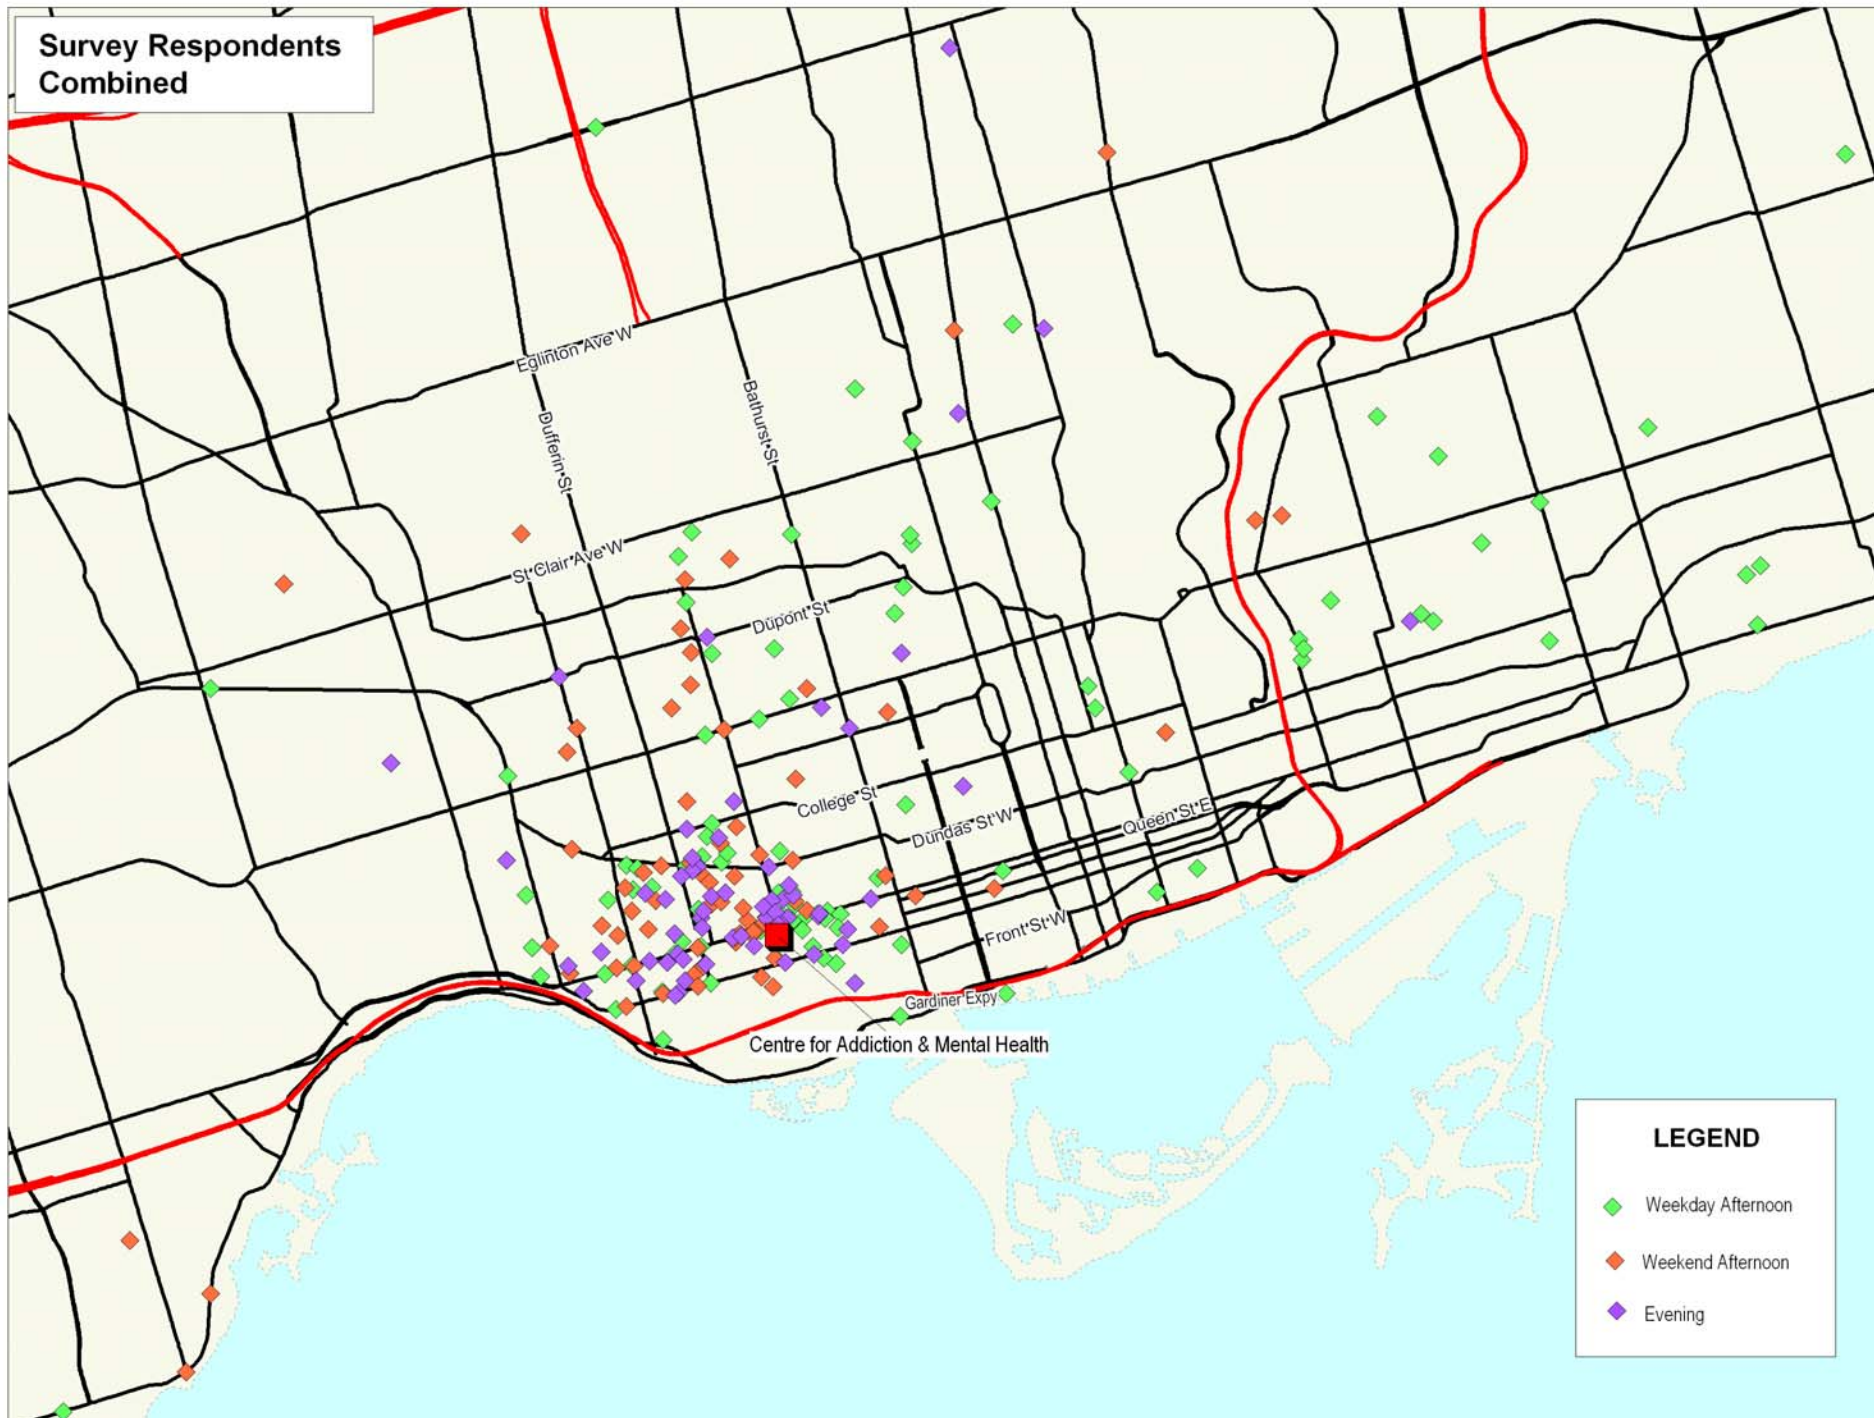 Survey Respondents
Combined
Eglinton Ave W
Dufferin St
Bathurst St
St Clair Ave W
Dupont St
College St
Dundas St W
Queen St E
Front St W
Gardiner Expy
Centre for Addiction & Mental Health
LEGEND
Weekday Afternoon
Weekend Afternoon
Evening